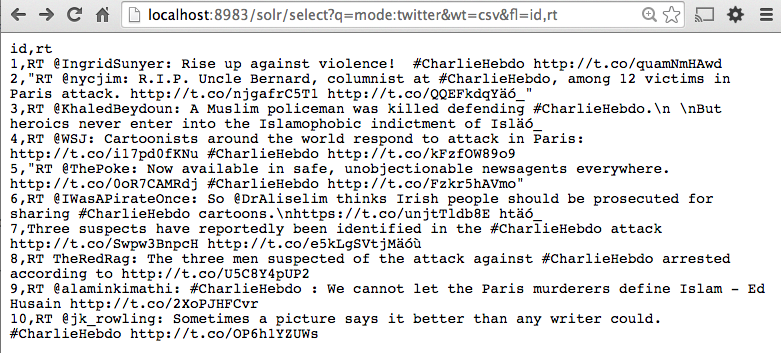 localhost:8983/solr/select?q=mode:twitter&wt=csv&fl=id,rt
id,rt
1,RT @IngridSunyer: Rise up against violence!  #CharlieHebdo http://t.co/quamNmHAwd
2,"RT @nycjim: R.I.P. Uncle Bernard, columnist at #CharlieHebdo, among 12 victims in
Paris attack. http://t.co/njgafrC5T1 http://t.co/QQEFkdqYäó_"
3,RT @KhaledBeydoun: A Muslim policeman was killed defending #CharlieHebdo.\n \nBut
heroics never enter into the Islamophobic indictment of Isläó_
4,RT @WSJ: Cartoonists around the world respond to attack in Paris:
http://t.co/i17pd0fKNu #CharlieHebdo http://t.co/kFzfOW89o9
5,"RT @ThePoke: Now available in safe, unobjectionable newsagents everywhere.
http://t.co/0oR7CAMRdj #CharlieHebdo http://t.co/Fzkr5hAVmo"
6,RT @IWasAPirateOnce: So @DrAliselim thinks Irish people should be prosecuted for
sharing #CharlieHebdo cartoons.\nhttps://t.co/unjtTldb8E htäó_
7,Three suspects have reportedly been identified in the #CharlieHebdo attack
http://t.co/Swpw3BnpcH http://t.co/e5kLgSVtjMäóù
8,RT TheRedRag: The three men suspected of the attack against #CharlieHebdo arrested
according to http://t.co/U5C8Y4pUP2
9,RT @alaminkimathi: #CharlieHebdo : We cannot let the Paris murderers define Islam - Ed
Husain http://t.co/2XoPJHFCvr
10,RT @jk_rowling: Sometimes a picture says it better than any writer could.
#CharlieHebdo http://t.co/OP6hlYZUWs